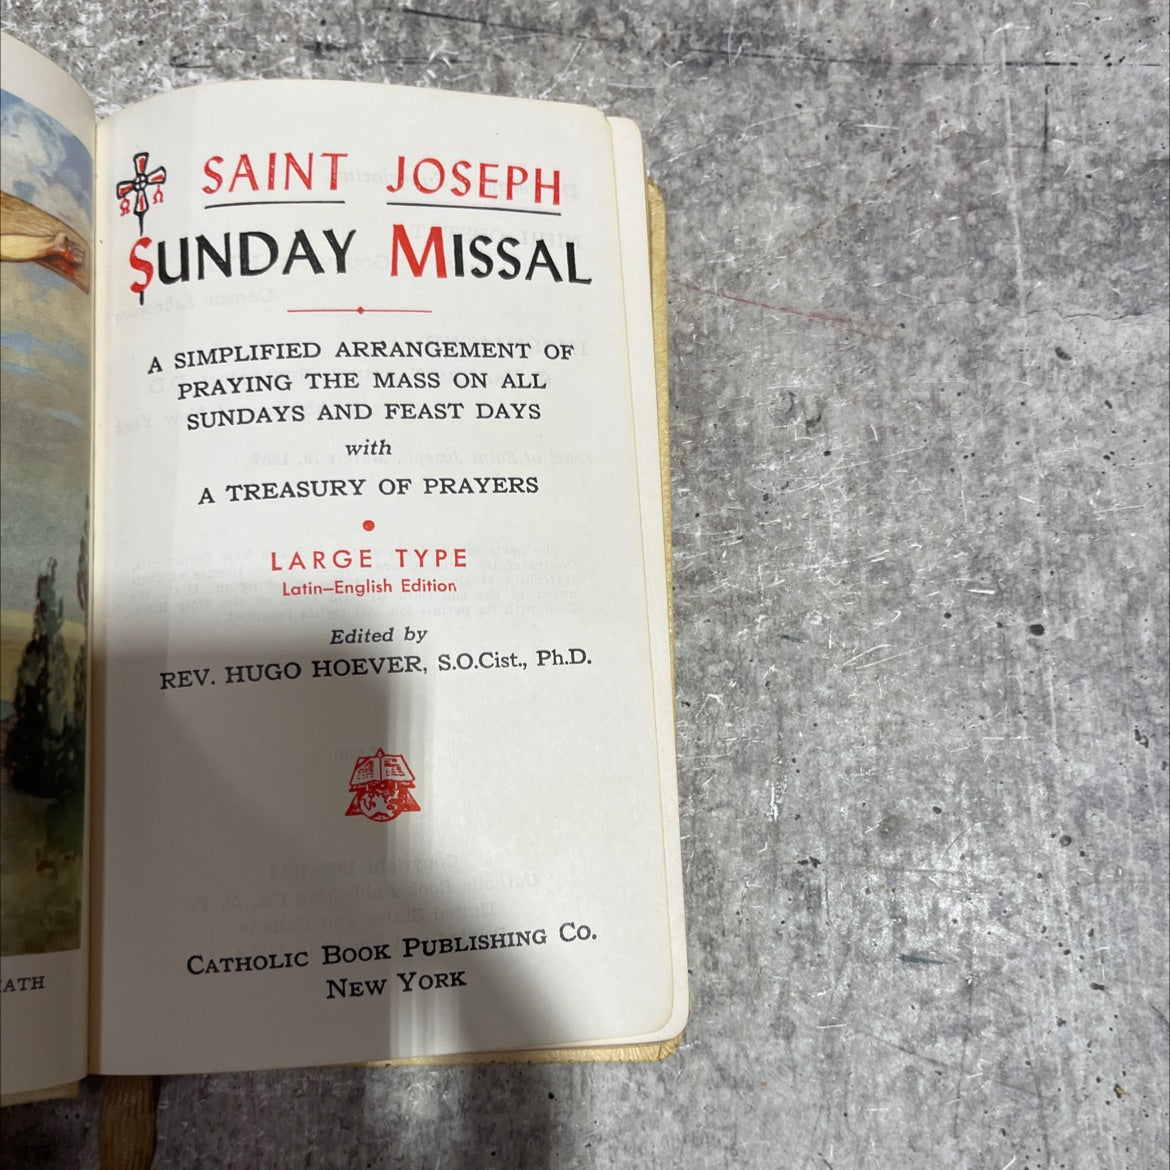 SAINT JOSEPH
SUNDAY MISSAL
A SIMPLIFIED ARRANGEMENT OF
PRAYING THE MASS ON ALL
SUNDAYS AND FEAST DAYS
with
A TREASURY OF PRAYERS
LARGE TYPE
Latin–English Edition
Edited by
REV. HUGO HOEVER, S.O.Cist., Ph.D.
CATHOLIC BOOK PUBLISHING CO.
NEW YORK